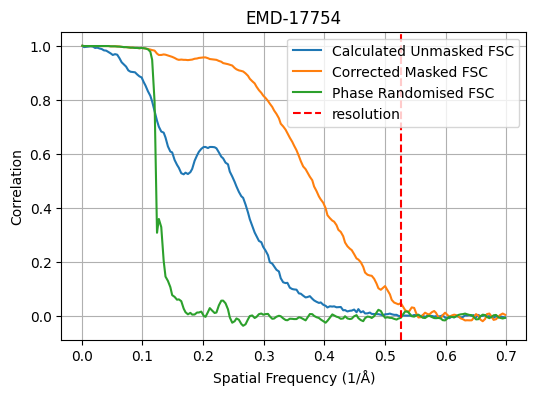 EMD-17754
Calculated Unmasked FSC
Corrected Masked FSC
Phase Randomised FSC
resolution
Correlation
1.0
0.8
0.6
0.4
0.2
0.0
0.0 0.1 0.2 0.3 0.4 0.5 0.6 0.7
Spatial Frequency (1/Å)